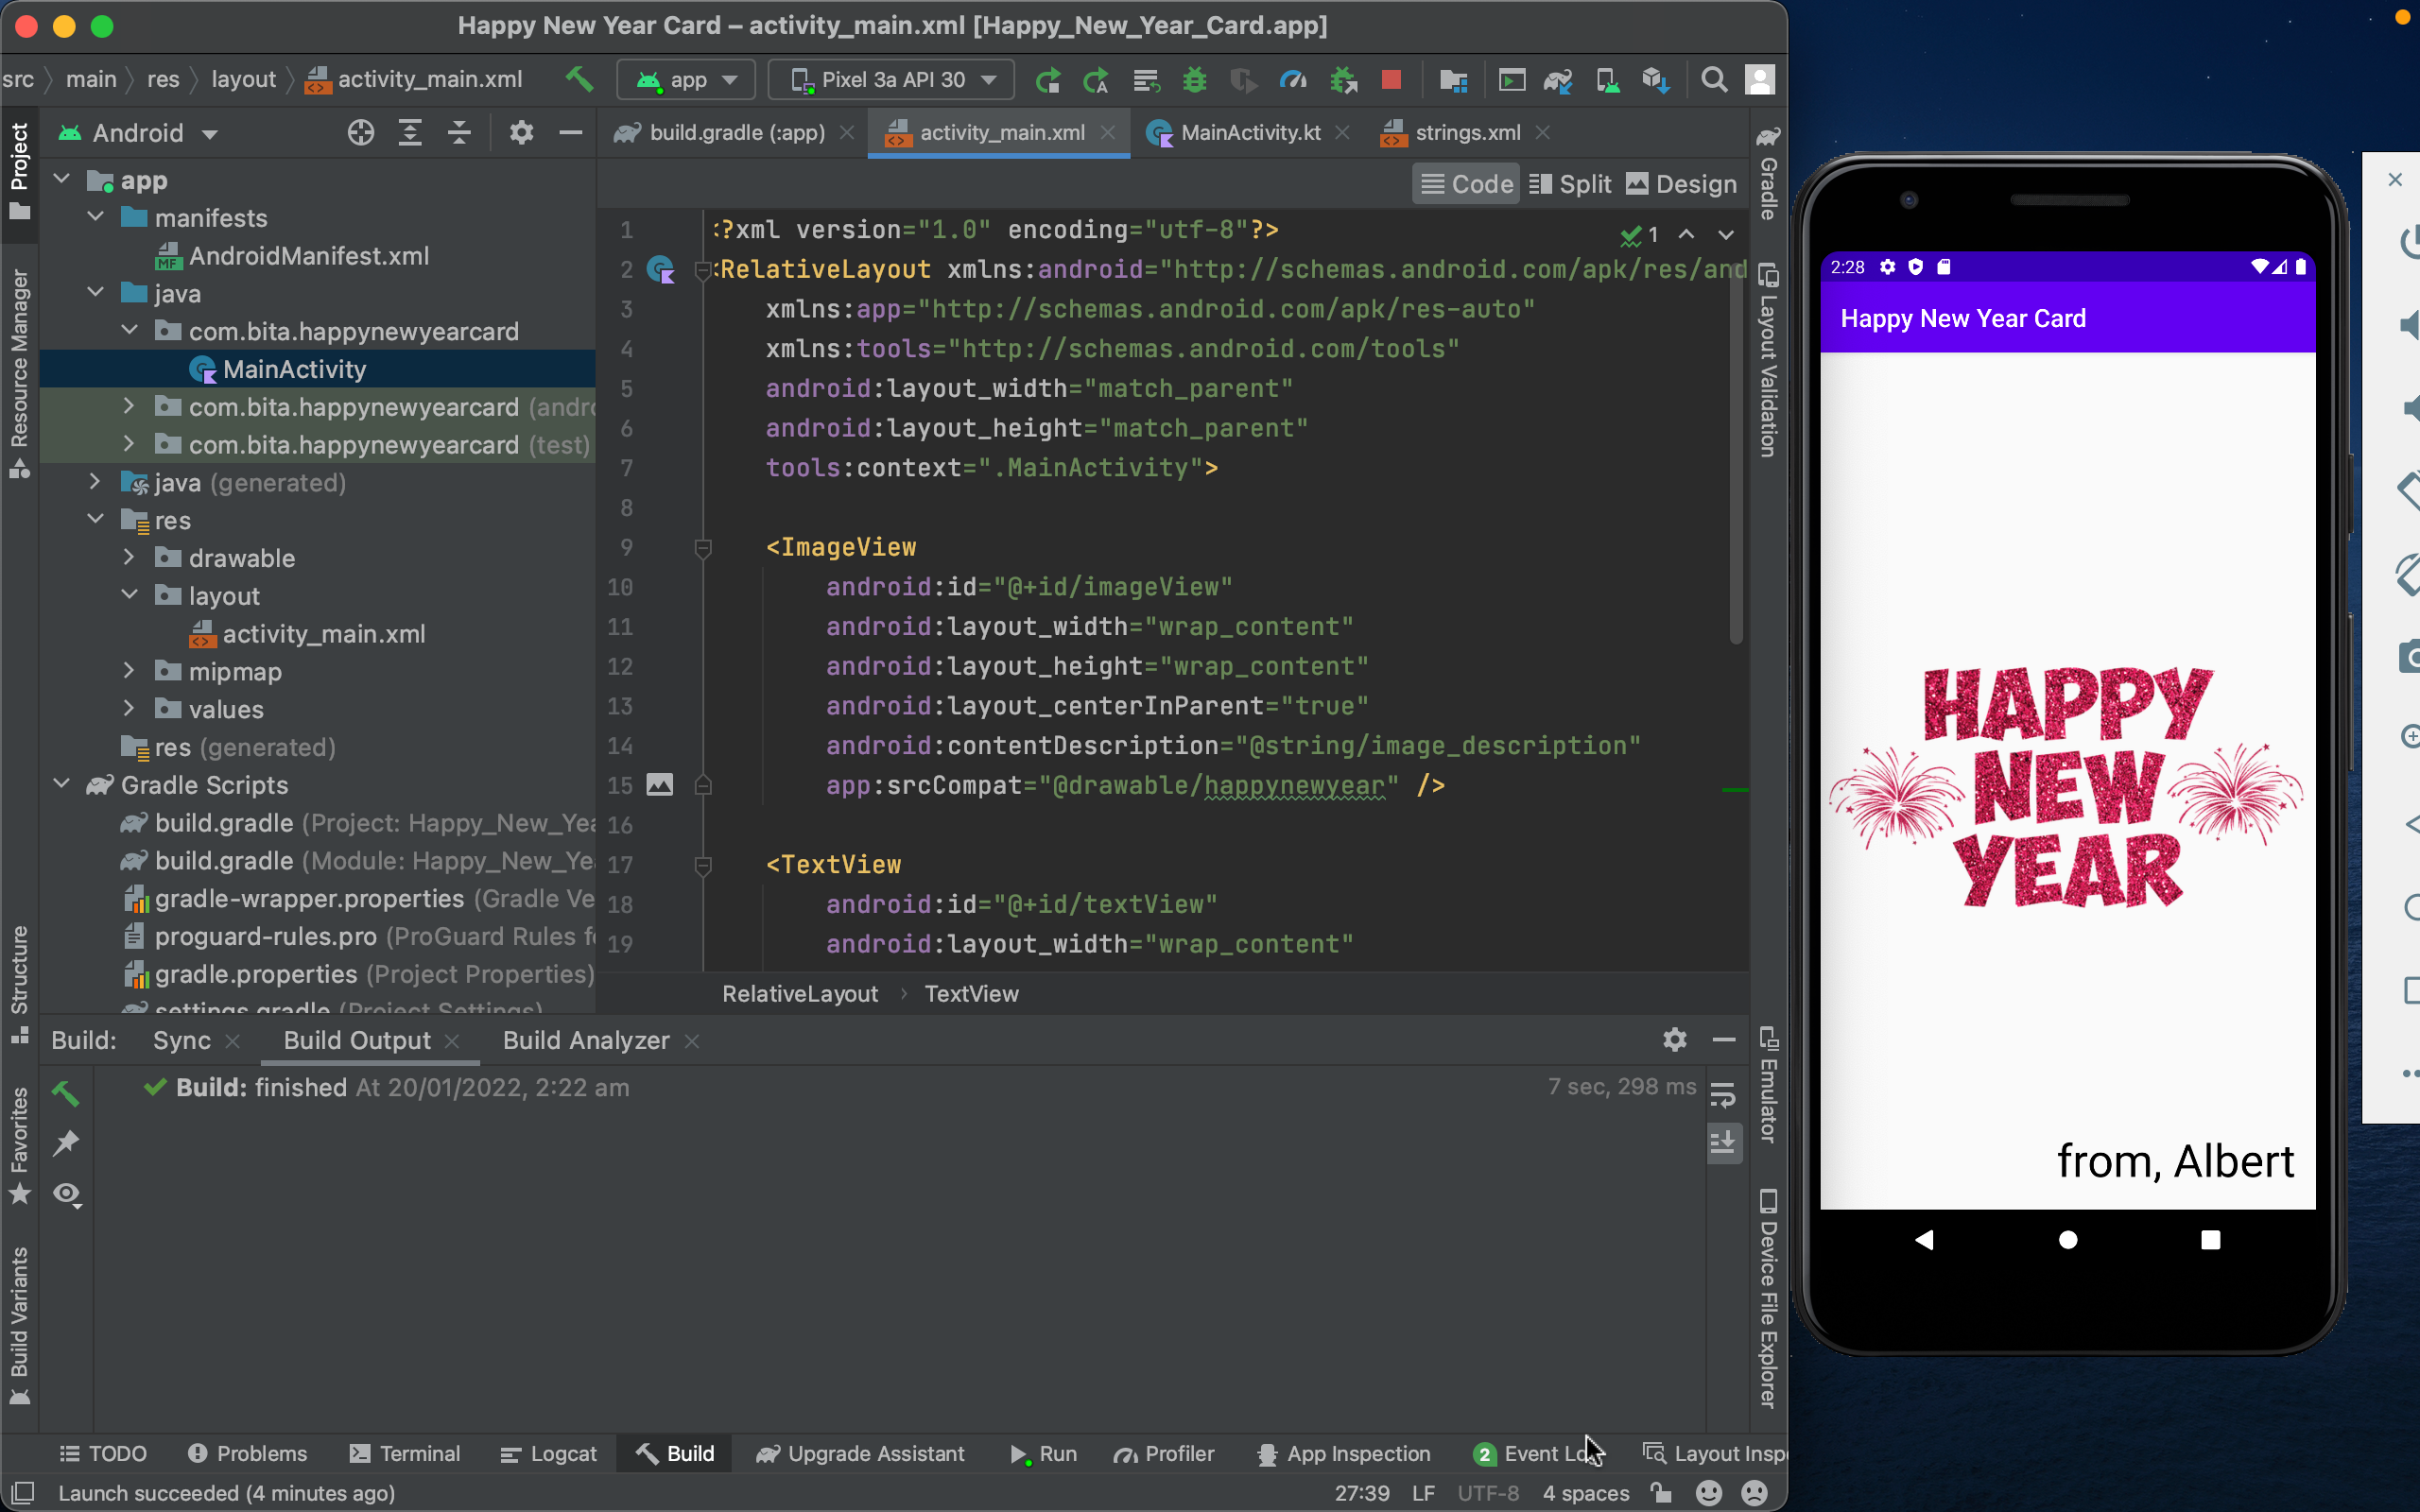 Happy New Year Card – activity_main.xml [Happy_New_Year_Card.app]
src main res layout activity_main.xml app Pixel 3a API 30
Project
Resource Manager
Structure
Favorites
Build Variants
Android
app
manifests
AndroidManifest.xml
java
com.bita.happynewyearcard
MainActivity
com.bita.happynewyearcard (andro
com.bita.happynewyearcard (test)
java (generated)
res
drawable
layout
activity_main.xml
mipmap
values
res (generated)
Gradle Scripts
build.gradle (Project: Happy_New_Yea
build.gradle (Module: Happy_New_Ye
gradle-wrapper.properties (Gradle Ve
proguard-rules.pro (ProGuard Rules f
gradle.properties (Project Properties)
settings.gradle (Project Settings)
build.gradle (:app) activity_main.xml MainActivity.kt strings.xml
Code Split Design
1
1 <?xml version="1.0" encoding="utf-8"?>
2 <RelativeLayout xmlns:android="http://schemas.android.com/apk/res/and
3 xmlns:app="http://schemas.android.com/apk/res-auto"
4 xmlns:tools="http://schemas.android.com/tools"
5 android:layout_width="match_parent"
6 android:layout_height="match_parent"
7 tools:context=".MainActivity">
8
9 <ImageView
10 android:id="@+id/imageView"
11 android:layout_width="wrap_content"
12 android:layout_height="wrap_content"
13 android:layout_centerInParent="true"
14 android:contentDescription="@string/image_description"
15 app:srcCompat="@drawable/happynewyear" />
16
17 <TextView
18 android:id="@+id/textView"
19 android:layout_width="wrap_content"
RelativeLayout TextView
Gradle
Layout Validation
Emulator
Device File Explorer
Build: Sync Build Output Build Analyzer
Build: finished At 20/01/2022, 2:22 am 7 sec, 298 ms
TODO Problems Terminal Logcat Build Upgrade Assistant Run Profiler App Inspection 2 Event Lo Layout Inspe
Launch succeeded (4 minutes ago) 27:39 LF UTF-8 4 spaces
2:28
Happy New Year Card
HAPPY
NEW
YEAR
from, Albert